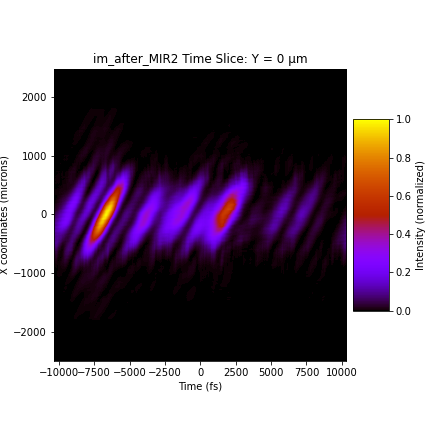 im_after_MIR2 Time Slice: Y = 0 μm
2000
1000
0
−1000
−2000
X coordinates (microns)
−10000 −7500 −5000 −2500 0 2500 5000 7500 10000
Time (fs)
1.0
0.8
0.6
0.4
0.2
0.0
Intensity (normalized)